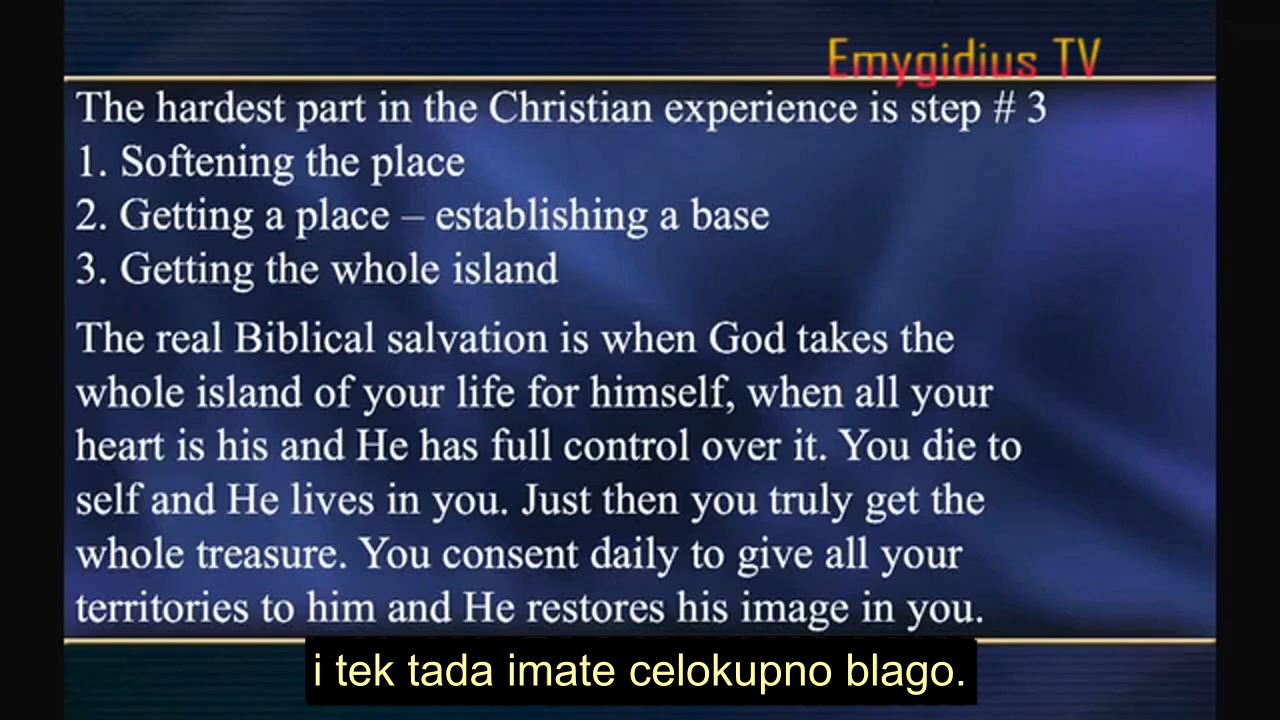 Emygidius TV
The hardest part in the Christian experience is step # 3
1. Softening the place
2. Getting a place – establishing a base
3. Getting the whole island
The real Biblical salvation is when God takes the
whole island of your life for himself, when all your
heart is his and He has full control over it. You die to
self and He lives in you. Just then you truly get the
whole treasure. You consent daily to give all your
territories to him and He restores his image in you.
i tek tada imate celokupno blago.